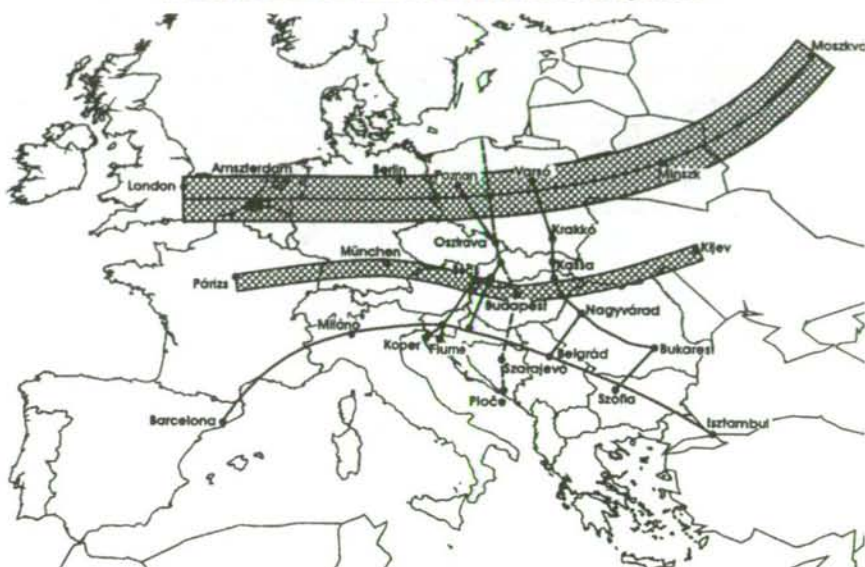 Moszkva
Amszterdam
Berlin
Poznan
Varsó
London
Minszk
Krakkó
Osztrava
Kijev
München
Kassa
Párizs
Budapest
Nagyvárad
Milánó
Koper
Fiume
Belgrád
Bukarest
Szarajevó
Ploče
Szófia
Barcelona
Isztambul